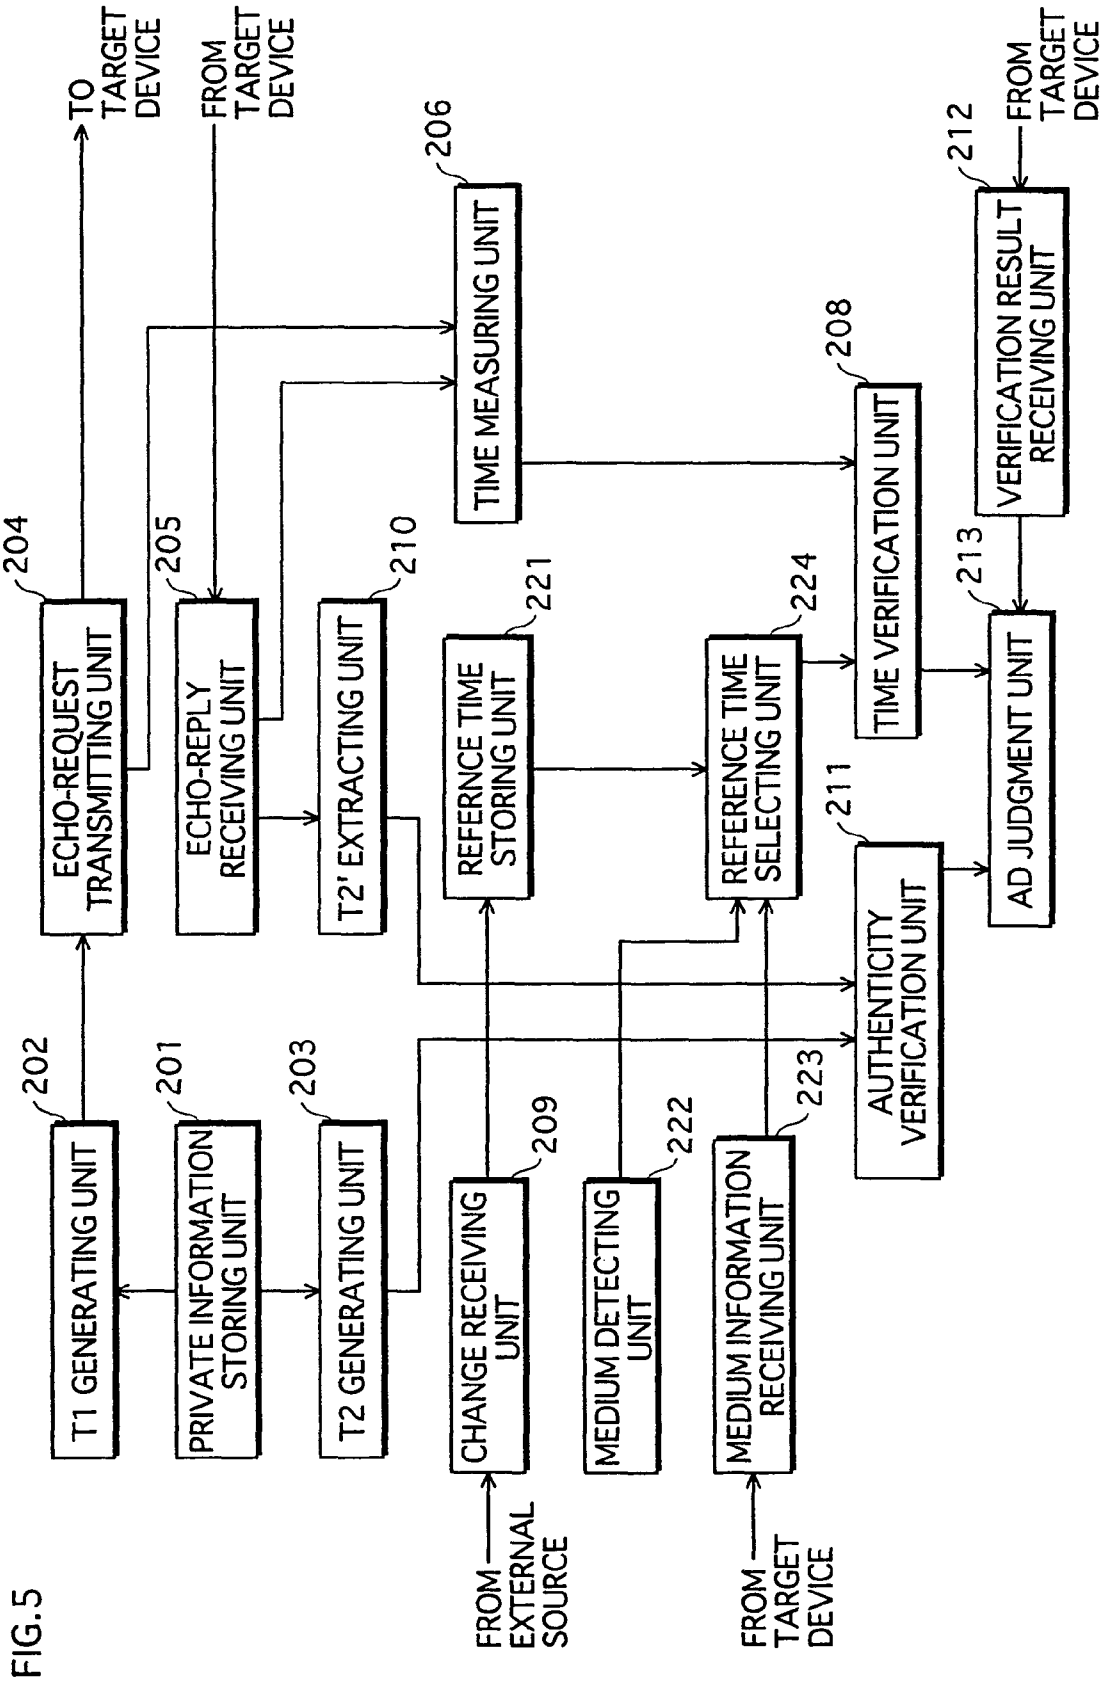 FIG.5
202
T1 GENERATING UNIT
204
ECHO-REQUEST
TRANSMITTING UNIT
TO
TARGET
DEVICE
201
PRIVATE INFORMATION
STORING UNIT
205
ECHO-REPLY
RECEIVING UNIT
FROM
TARGET
DEVICE
203
T2 GENERATING UNIT
210
T2' EXTRACTING UNIT
206
TIME MEASURING UNIT
FROM
EXTERNAL
SOURCE
209
CHANGE RECEIVING
UNIT
221
REFERENCE TIME
STORING UNIT
222
MEDIUM DETECTING
UNIT
FROM
TARGET
DEVICE
223
MEDIUM INFORMATION
RECEIVING UNIT
224
REFERENCE TIME
SELECTING UNIT
208
TIME VERIFICATION UNIT
211
AUTHENTICITY
VERIFICATION UNIT
213
AD JUDGMENT UNIT
212
VERIFICATION RESULT
RECEIVING UNIT
FROM
TARGET
DEVICE